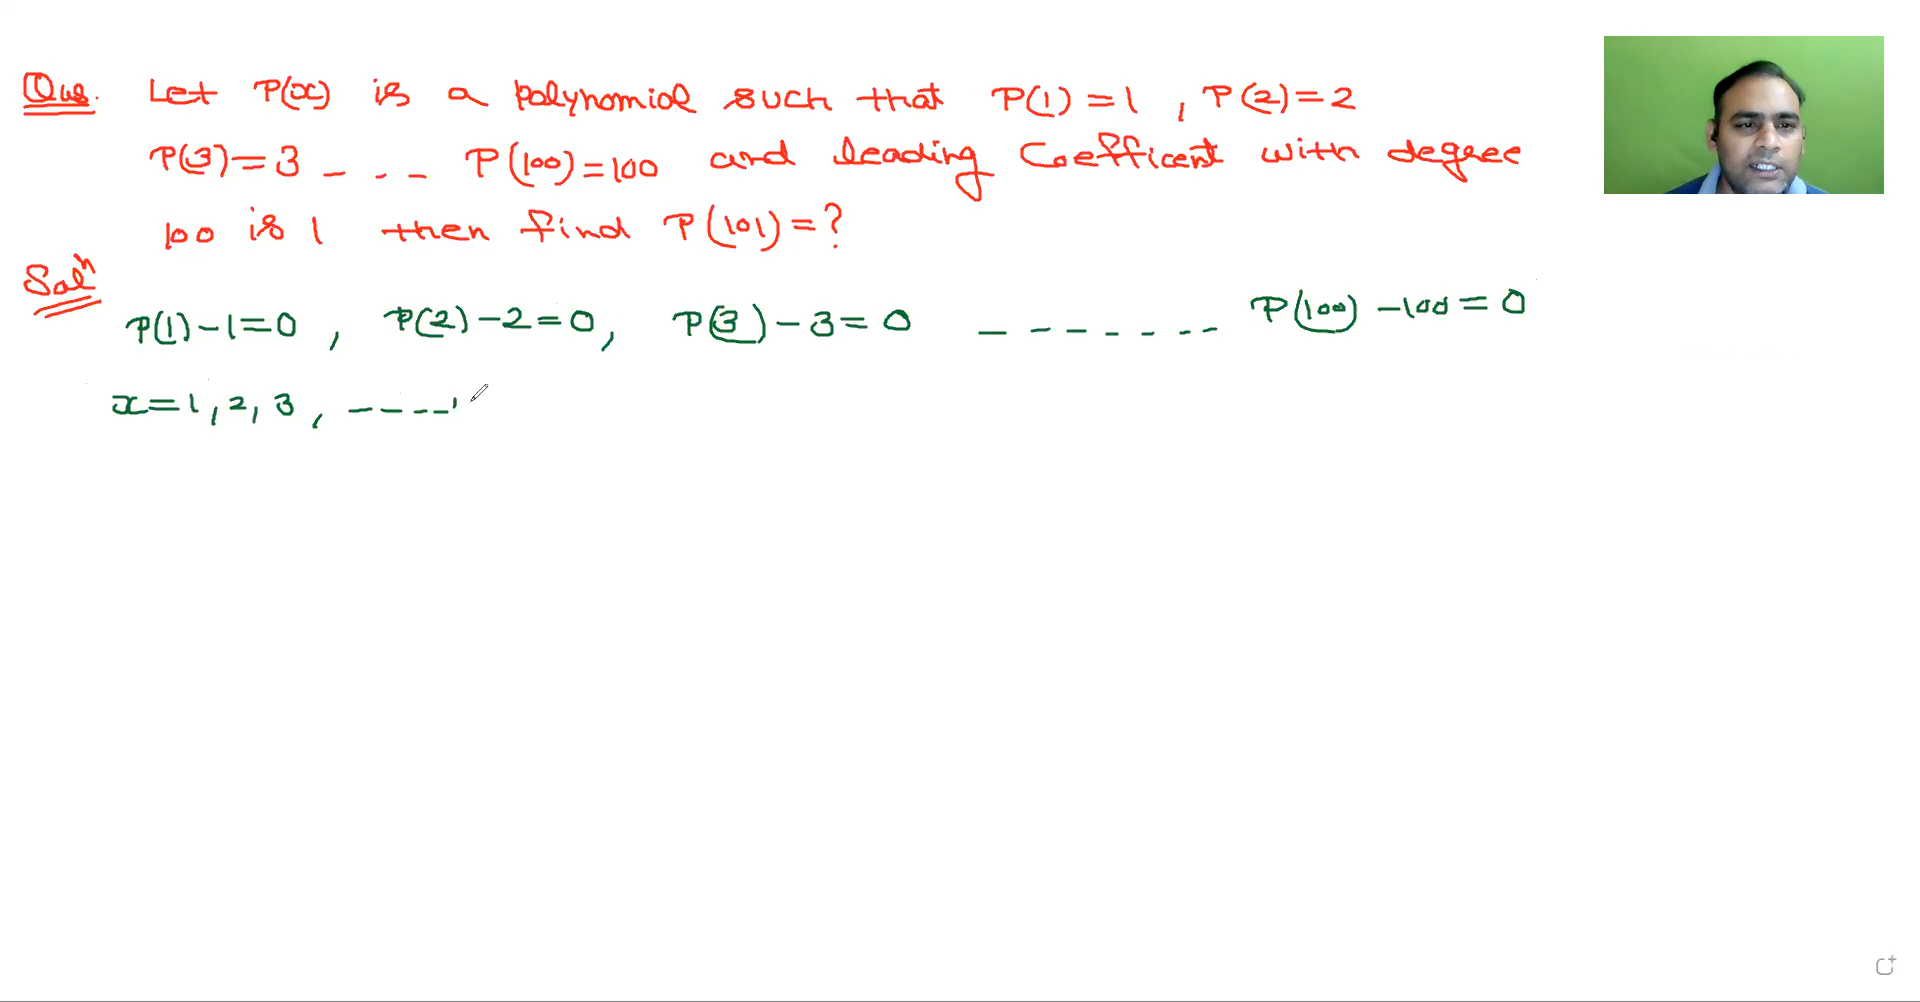 Ques. Let P(x) is a polynomial such that P(1)=1, P(2)=2
P(3)=3 _ . . _ P(100)=100 and leading Coefficent with degree
100 is 1 then find P(101)=?
Solⁿ
P(1)-1=0, P(2)-2=0, P(3)-3=0 _ _ _ _ _ _ _ P(100)-100=0
x=1, 2, 3, _ _ _ _ '